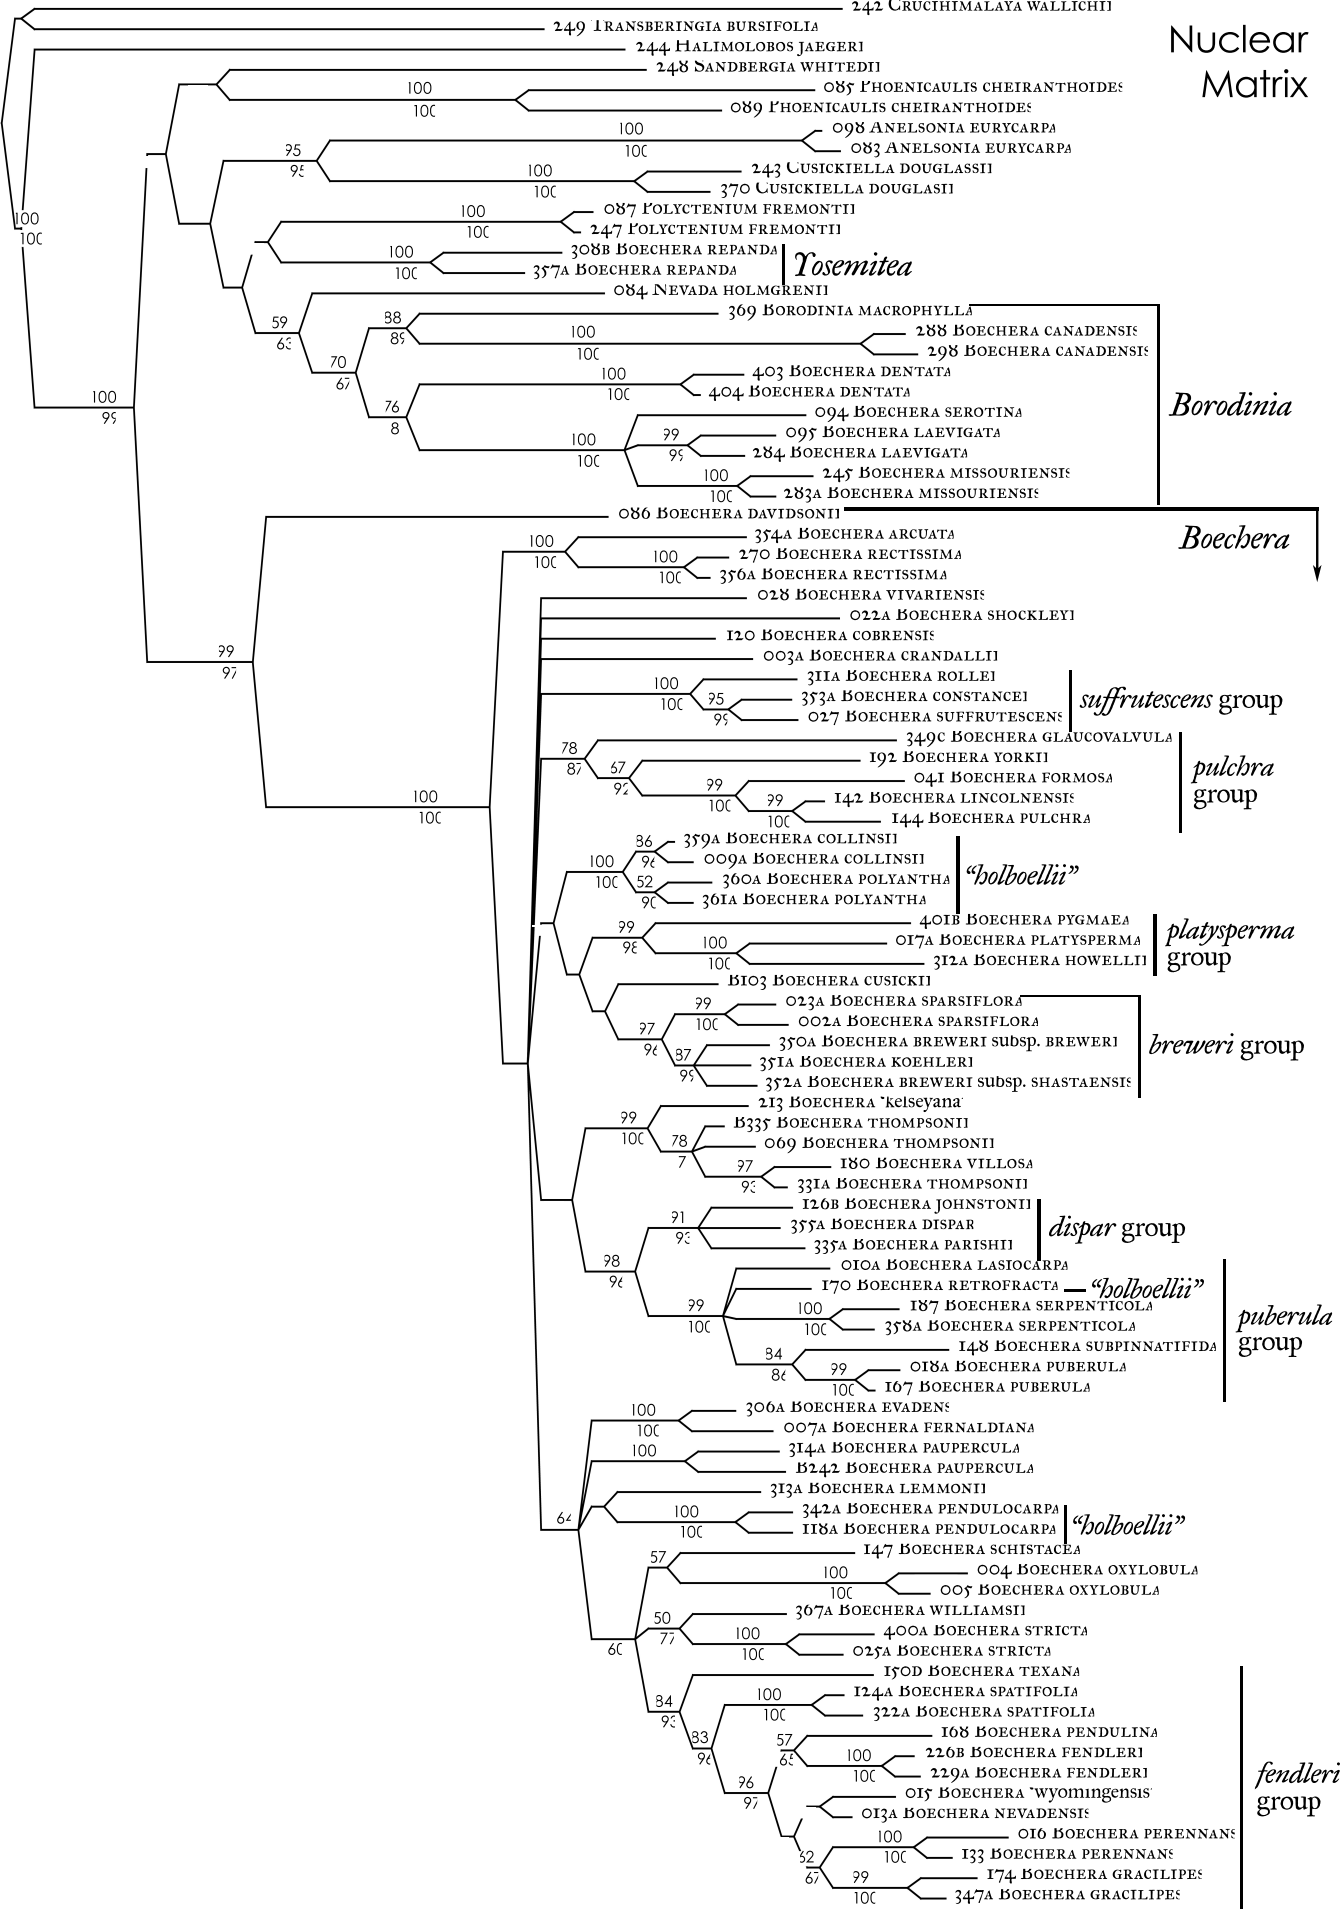 242 Crucihimalaya wallichii
249 Transberingia bursifolia
Nuclear
Matrix
244 Halimolobos jaegeri
248 Sandbergia whitedii
100
100
085 Phoenicaulis cheiranthoides
089 Phoenicaulis cheiranthoides
100
100
098 Anelsonia eurycarpa
083 Anelsonia eurycarpa
95
95
100
100
243 Cusickiella douglassii
370 Cusickiella douglasii
100
100
100
100
087 Polyctenium fremontii
247 Polyctenium fremontii
100
100
308B Boechera repanda
357A Boechera repanda
Yosemitea
084 Nevada holmgrenii
59
63
88
89
369 Borodinia macrophylla
100
100
288 Boechera canadensis
298 Boechera canadensis
70
67
100
100
403 Boechera dentata
404 Boechera dentata
Borodinia
76
8
100
99
094 Boechera serotina
100
100
99
99
095 Boechera laevigata
284 Boechera laevigata
100
100
245 Boechera missouriensis
283A Boechera missouriensis
086 Boechera davidsonii
Boechera
100
100
354A Boechera arcuata
100
100
270 Boechera rectissima
356A Boechera rectissima
028 Boechera vivariensis
022A Boechera shockleyi
120 Boechera cobrensis
99
97
003A Boechera crandallii
100
100
311A Boechera rollei
95
99
353A Boechera constancei
027 Boechera suffrutescens
suffrutescens group
78
87
349C Boechera glaucovalvula
67
92
192 Boechera yorkii
99
100
041 Boechera formosa
99
100
142 Boechera lincolnensis
144 Boechera pulchra
pulchra
group
100
100
86
96
359A Boechera collinsii
009A Boechera collinsii
100
100
52
90
360A Boechera polyantha
361A Boechera polyantha
"holboellii"
99
98
401B Boechera pygmaea
100
100
017A Boechera platysperma
312A Boechera howellii
platysperma
group
B103 Boechera cusickii
99
100
023A Boechera sparsiflora
002A Boechera sparsiflora
97
96
87
99
350A Boechera breweri subsp. breweri
351A Boechera koehleri
352A Boechera breweri subsp. shastaensis
breweri group
99
100
213 Boechera "kelseyana"
78
7
B335 Boechera thompsonii
069 Boechera thompsonii
97
93
180 Boechera villosa
331A Boechera thompsonii
91
93
126B Boechera johnstonii
355A Boechera dispar
335A Boechera parishii
dispar group
98
96
99
100
010A Boechera lasiocarpa
170 Boechera retrofracta
"holboellii"
100
100
187 Boechera serpenticola
358A Boechera serpenticola
84
86
148 Boechera subpinnatifida
99
100
018A Boechera puberula
167 Boechera puberula
puberula
group
100
100
306A Boechera evadens
007A Boechera fernaldiana
100
314A Boechera paupercula
B242 Boechera paupercula
313A Boechera lemmonii
64
100
100
342A Boechera pendulocarpa
118A Boechera pendulocarpa
"holboellii"
57
147 Boechera schistacea
100
100
004 Boechera oxylobula
005 Boechera oxylobula
60
50
77
367A Boechera williamsii
100
100
400A Boechera stricta
025A Boechera stricta
84
93
150D Boechera texana
100
100
124A Boechera spatifolia
322A Boechera spatifolia
83
96
57
65
168 Boechera pendulina
100
100
226B Boechera fendleri
229A Boechera fendleri
96
97
015 Boechera "wyomingensis"
013A Boechera nevadensis
fendleri
group
100
100
016 Boechera perennans
133 Boechera perennans
62
67
99
100
174 Boechera gracilipes
347A Boechera gracilipes